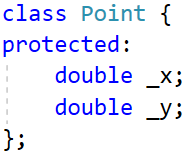 class Point {
protected:
    double _x;
    double _y;
};